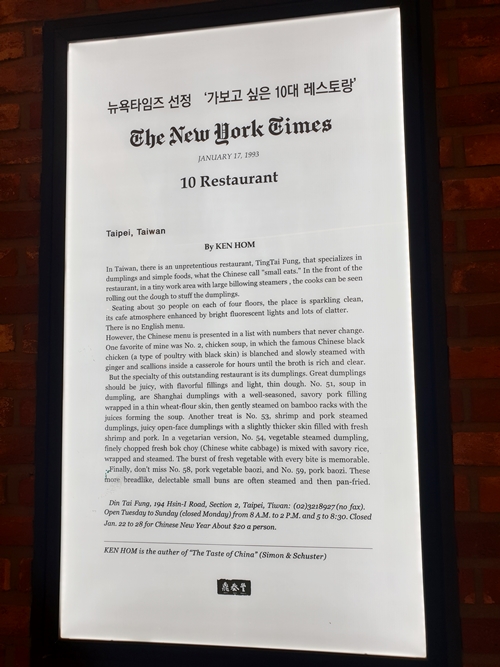 뉴욕타임즈 선정 '가보고 싶은 10대 레스토랑'
The New York Times
JANUARY 17, 1993
10 Restaurant
Taipei, Taiwan
By KEN HOM
In Taiwan, there is an unpretentious restaurant, TingTai Fung, that specializes in
dumplings and simple foods, what the Chinese call "small eats." In the front of the
restaurant, in a tiny work area with large billowing steamers , the cooks can be seen
rolling out the dough to stuff the dumplings.
Seating about 30 people on each of four floors, the place is sparkling clean,
its cafe atmosphere enhanced by bright fluorescent lights and lots of clatter.
There is no English menu.
However, the Chinese menu is presented in a list with numbers that never change.
One favorite of mine was No. 2, chicken soup, in which the famous Chinese black
chicken (a type of poultry with black skin) is blanched and slowly steamed with
ginger and scallions inside a casserole for hours until the broth is rich and clear.
But the specialty of this outstanding restaurant is its dumplings. Great dumplings
should be juicy, with flavorful fillings and light, thin dough. No. 51, soup in
dumpling, are Shanghai dumplings with a well-seasoned, savory pork filling
wrapped in a thin wheat-flour skin, then gently steamed on bamboo racks with the
juices forming the soup. Another treat is No. 53, shrimp and pork steamed
dumplings, juicy open-face dumplings with a slightly thicker skin filled with fresh
shrimp and pork. In a vegetarian version, No. 54, vegetable steamed dumpling,
finely chopped fresh bok choy (Chinese white cabbage) is mixed with savory rice,
wrapped and steamed. The burst of fresh vegetable with every bite is memorable.
Finally, don't miss No. 58, pork vegetable baozi, and No. 59, pork baozi. These
more breadlike, delectable small buns are often steamed and then pan-fried.
Din Tai Fung, 194 Hsin-I Road, Section 2, Taipei, Tiwan: (02)3218927 (no fax).
Open Tuesday to Sunday (closed Monday) from 8 A.M. to 2 P.M. and 5 to 8:30. Closed
Jan. 22 to 28 for Chinese New Year About $20 a person.
KEN HOM is the author of "The Taste of China" (Simon & Schuster)
鼎泰豐